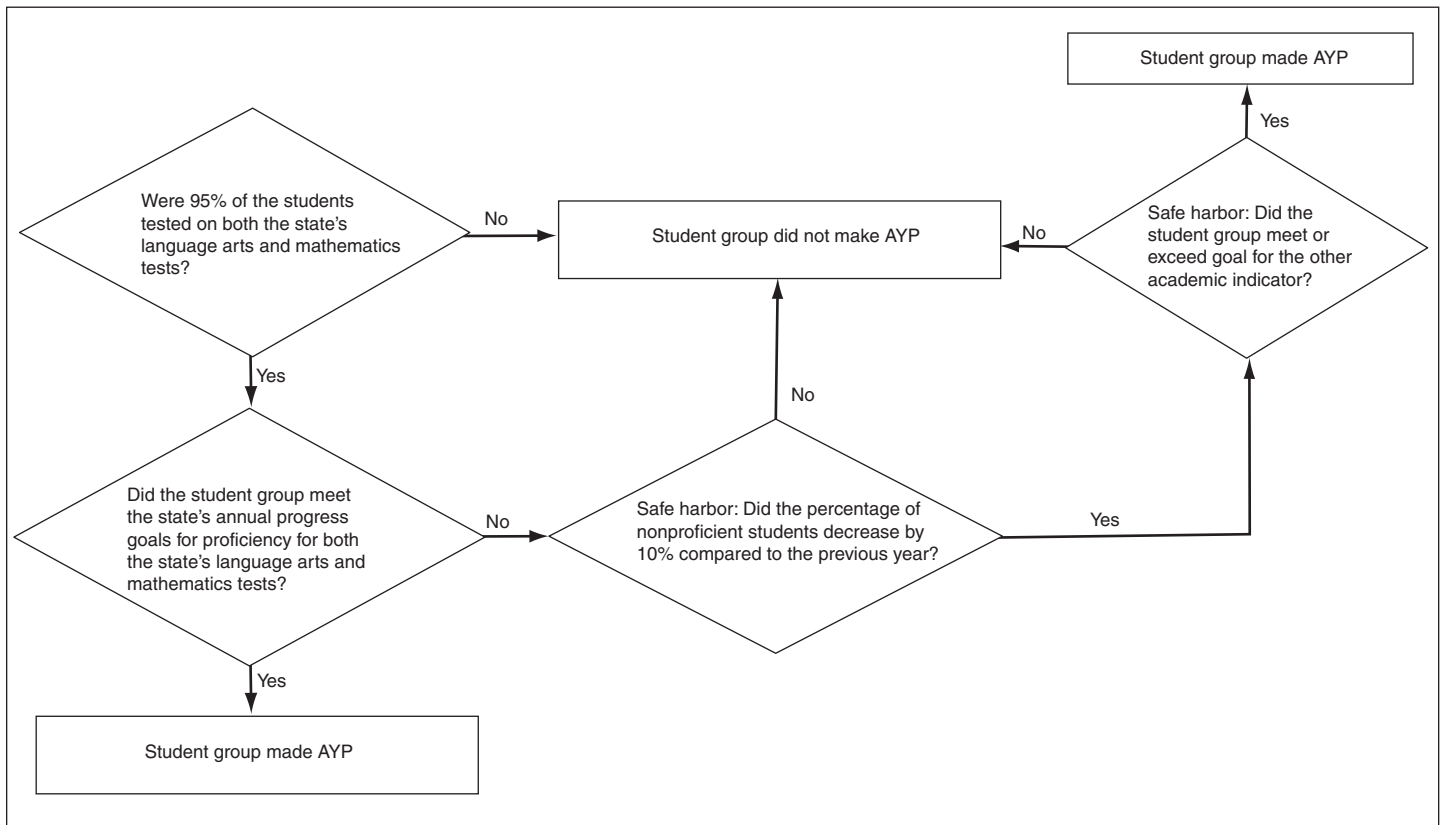 Student group made AYP
Yes
Were 95% of the students
tested on both the state’s
language arts and mathematics
tests?
No
Student group did not make AYP
No
Safe harbor: Did the
student group meet or
exceed goal for the other
academic indicator?
Yes
No
Did the student group meet
the state’s annual progress
goals for proficiency for both
the state’s language arts and
mathematics tests?
No
Safe harbor: Did the percentage of
nonproficient students decrease by
10% compared to the previous year?
Yes
Yes
Student group made AYP